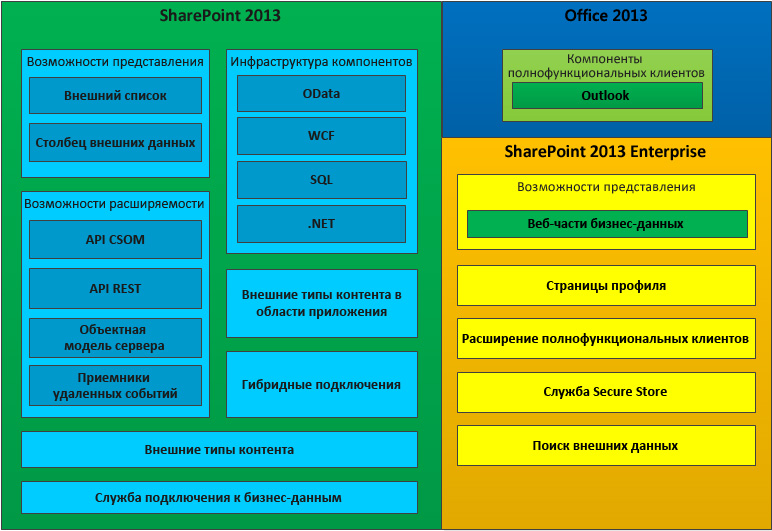 SharePoint 2013
Возможности представления
Внешний список
Столбец внешних данных
Возможности расширяемости
API CSOM
API REST
Объектная
модель сервера
Приемники
удаленных событий
Инфраструктура компонентов
OData
WCF
SQL
.NET
Внешние типы контента в
области приложения
Гибридные подключения
Внешние типы контента
Служба подключения к бизнес-данным
Office 2013
Компоненты
полнофункциональных клиентов
Outlook
SharePoint 2013 Enterprise
Возможности представления
Веб-части бизнес-данных
Страницы профиля
Расширение полнофункциональных клиентов
Служба Secure Store
Поиск внешних данных